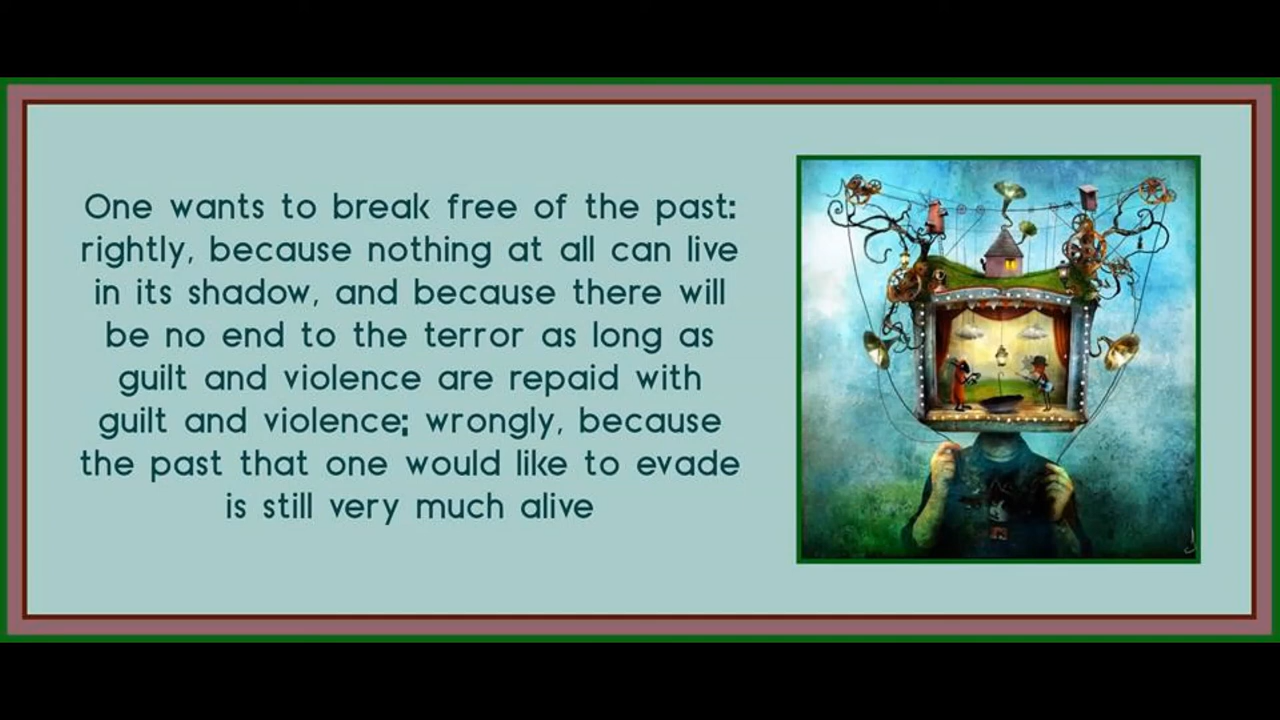 One wants to break free of the past:
rightly, because nothing at all can live
in its shadow, and because there will
be no end to the terror as long as
guilt and violence are repaid with
guilt and violence; wrongly, because
the past that one would like to evade
is still very much alive